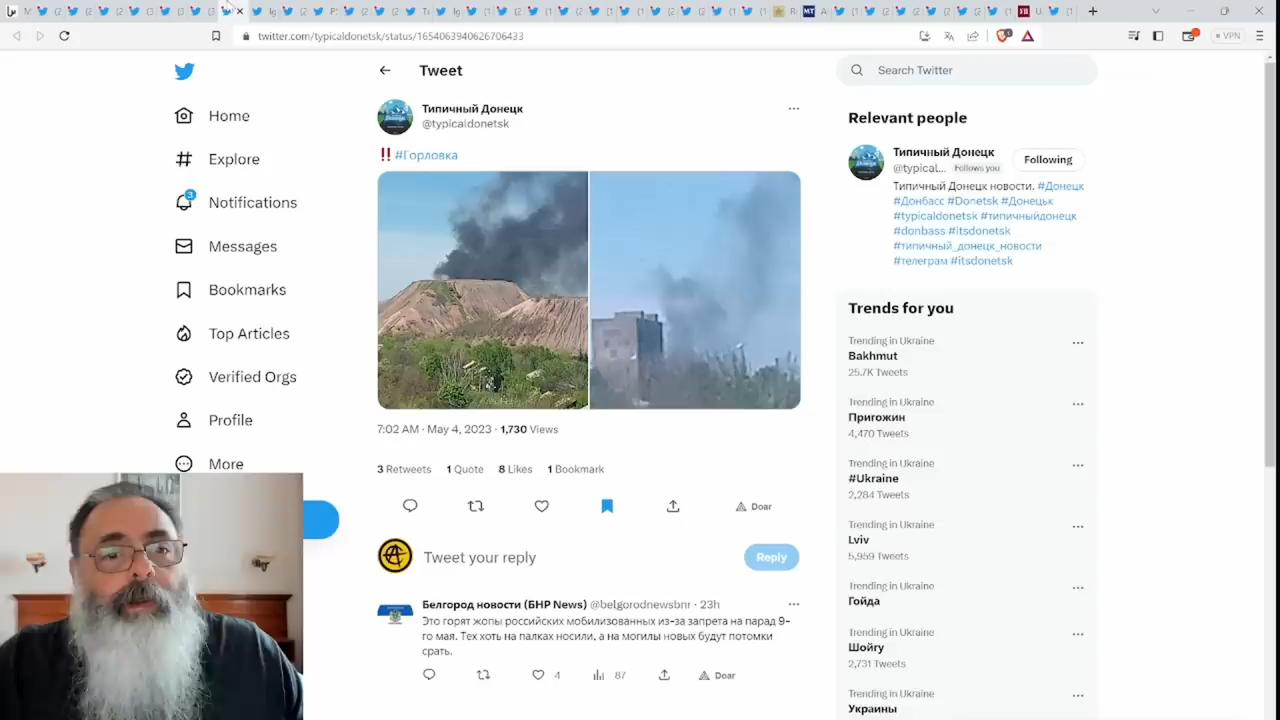 twitter.com/typicaldonetsk/status/1654063940626706433
VPN
Home
Explore
3
Notifications
Messages
Bookmarks
Top Articles
Verified Orgs
Profile
More
Tweet
Типичный Донецк
@typicaldonetsk
‼️ #Горловка
7:02 AM · May 4, 2023 · 1,730 Views
3 Retweets 1 Quote 8 Likes 1 Bookmark
Doar
Tweet your reply
Reply
Белгород новости (БНР News) @belgorodnewsbnr · 23h
Это горят жопы российских мобилизованных из-за запрета на парад 9-
го мая. Тех хоть на палках носили, а на могилы новых будут потомки
срать.
4 87 Doar
Search Twitter
Relevant people
Типичный Донецк
@typical... Follows you
Following
Типичный Донецк новости. #Донецк
#Донбасс #Donetsk #Донецьк
#typicaldonetsk #типичныйдонецк
#donbass #itsdonetsk
#типичный_донецк_новости
#телеграм #itsdonetsk
Trends for you
Trending in Ukraine
Bakhmut
25.7K Tweets
Trending in Ukraine
Пригожин
4,470 Tweets
Trending in Ukraine
#Ukraine
2,284 Tweets
Trending in Ukraine
Lviv
5,959 Tweets
Trending in Ukraine
Гойда
Trending in Ukraine
Шойгу
2,731 Tweets
Trending in Ukraine
Украины